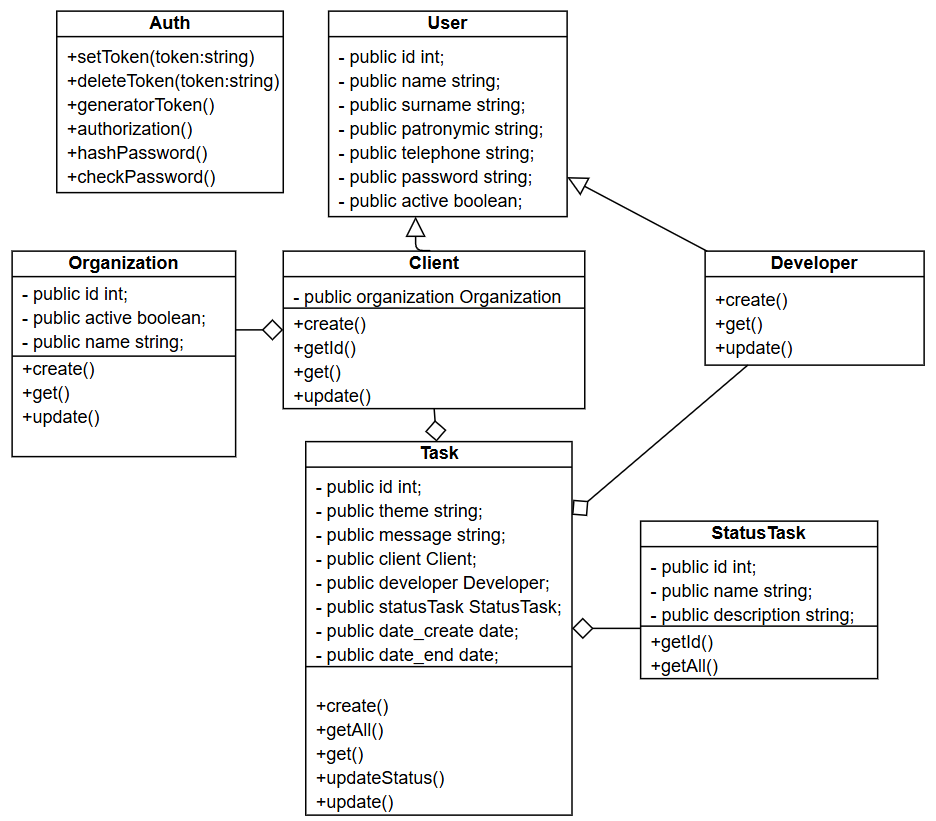 Auth
+setToken(token:string)
+deleteToken(token:string)
+generatorToken()
+authorization()
+hashPassword()
+checkPassword()
User
- public id int;
- public name string;
- public surname string;
- public patronymic string;
- public telephone string;
- public password string;
- public active boolean;
Organization
- public id int;
- public active boolean;
- public name string;
+create()
+get()
+update()
Client
- public organization Organization
+create()
+getId()
+get()
+update()
Developer
+create()
+get()
+update()
Task
- public id int;
- public theme string;
- public message string;
- public client Client;
- public developer Developer;
- public statusTask StatusTask;
- public date_create date;
- public date_end date;
+create()
+getAll()
+get()
+updateStatus()
+update()
StatusTask
- public id int;
- public name string;
- public description string;
+getId()
+getAll()